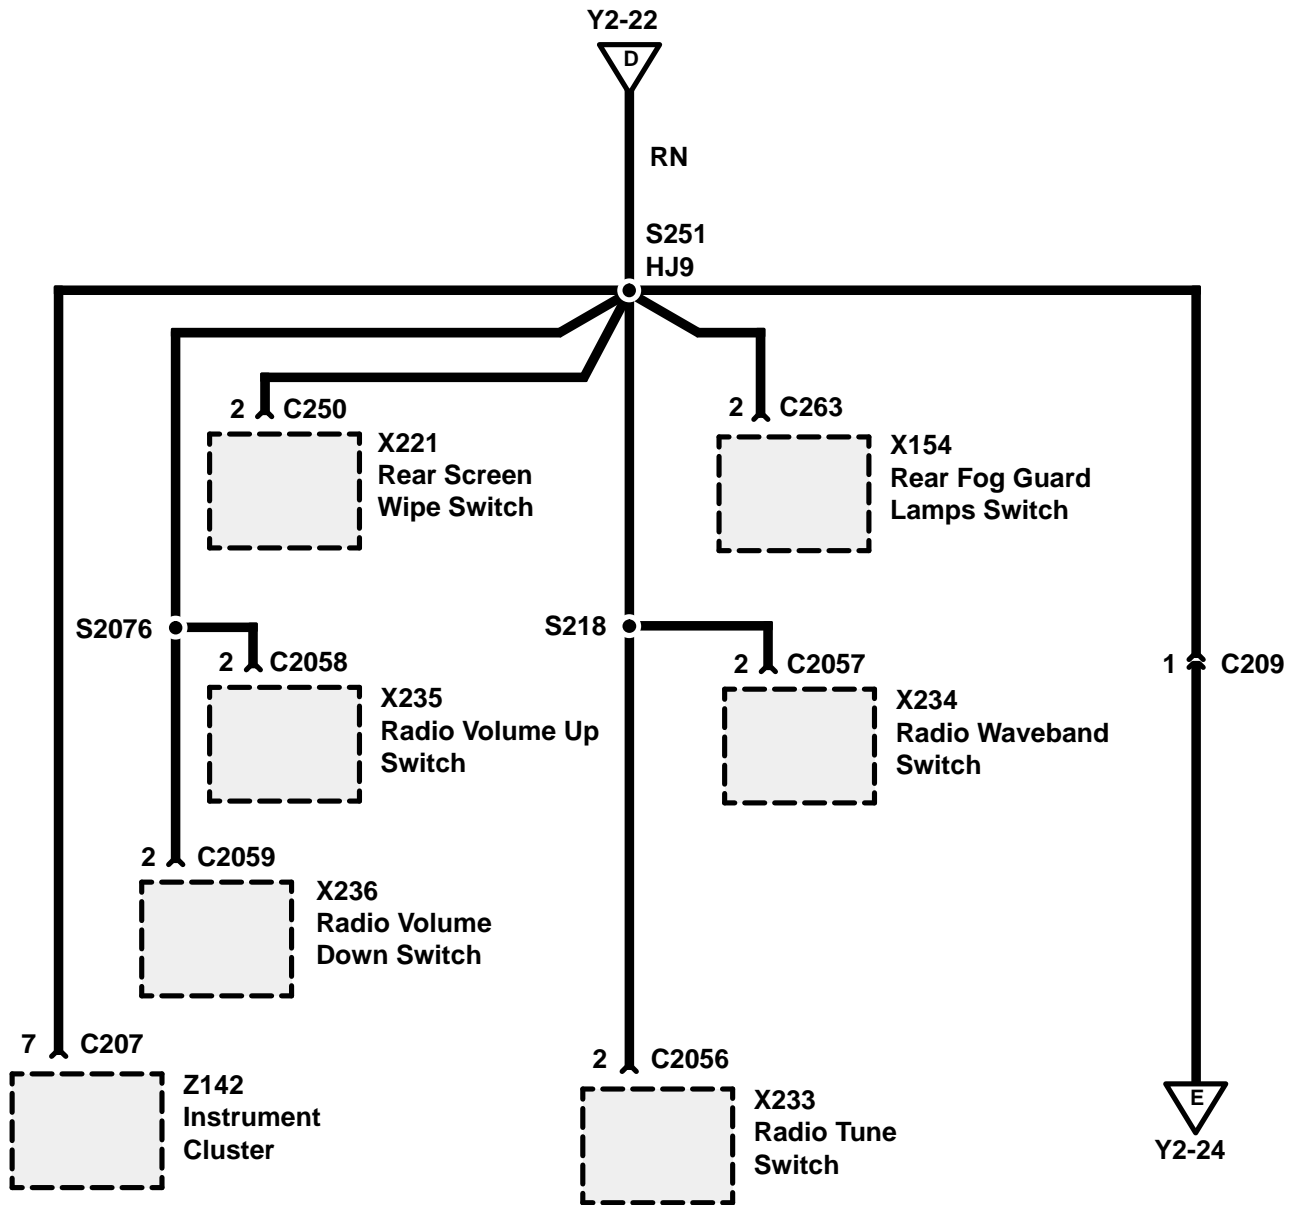 Y2-22
D
RN
S251
HJ9
2 C250
X221
Rear Screen
Wipe Switch
2 C263
X154
Rear Fog Guard
Lamps Switch
S2076
2 C2058
X235
Radio Volume Up
Switch
S218
2 C2057
X234
Radio Waveband
Switch
1 C209
2 C2059
X236
Radio Volume
Down Switch
7 C207
Z142
Instrument
Cluster
2 C2056
X233
Radio Tune
Switch
E
Y2-24